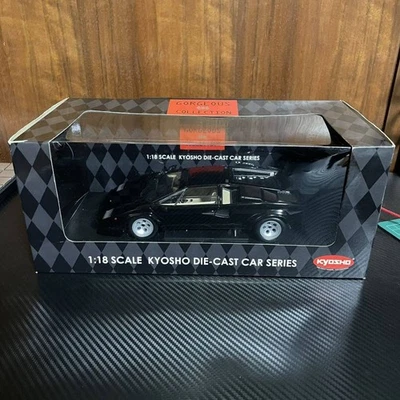 GORGEOUS
COLLECTION
1:18 SCALE KYOSHO DIE-CAST CAR SERIES
1:18 SCALE KYOSHO DIE-CAST CAR SERIES
KYOSHO